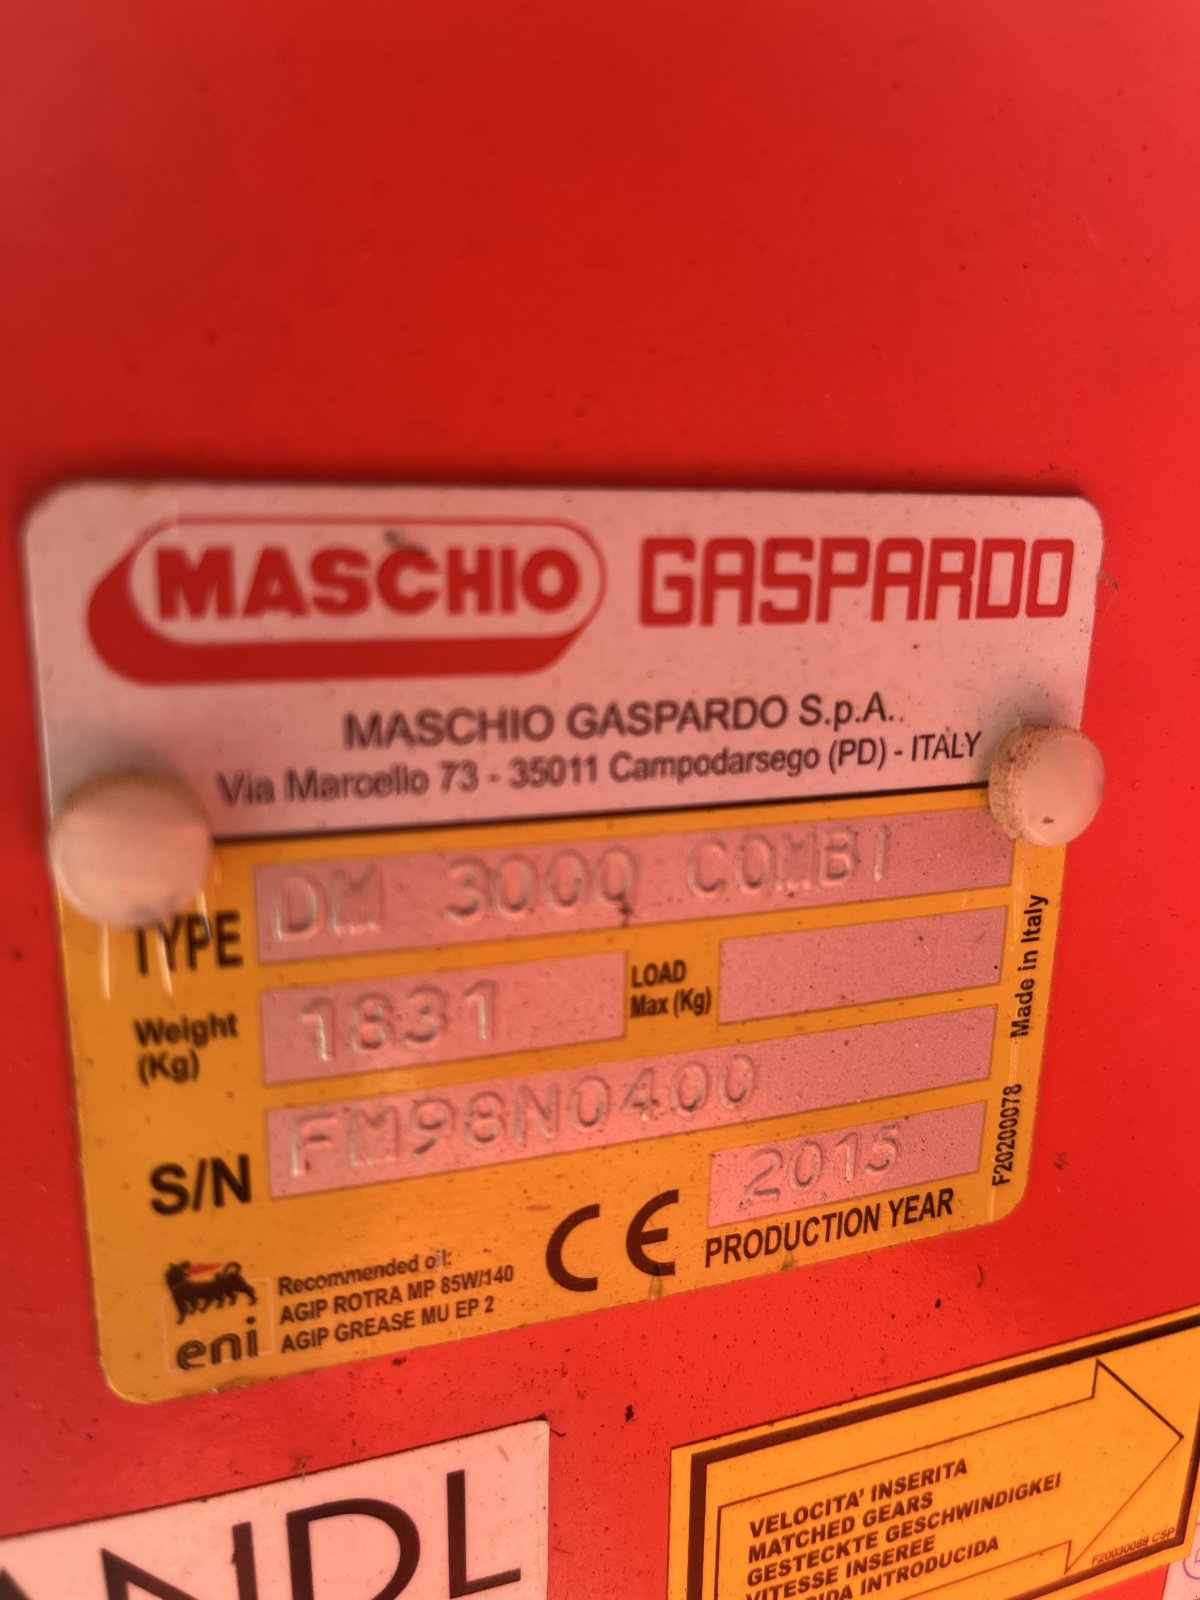 MASCHIO GASPARDO
MASCHIO GASPARDO S.p.A.
Via Marcello 73 - 35011 Campodarsego (PD) - ITALY
TYPE DM 3000 COMBI
Weight (Kg) 1831
LOAD Max (Kg)
S/N FM98N0400
2015
PRODUCTION YEAR
CE
Made in Italy
F20200078
eni
Recommended oil:
AGIP ROTRA MP 85W/140
AGIP GREASE MU EP 2
ANDL
VELOCITA' INSERITA
MATCHED GEARS
GESTECKTE GESCHWINDIGKEI
VITESSE INSEREE
IDA INTRODUCIDA
F20030089 CSP